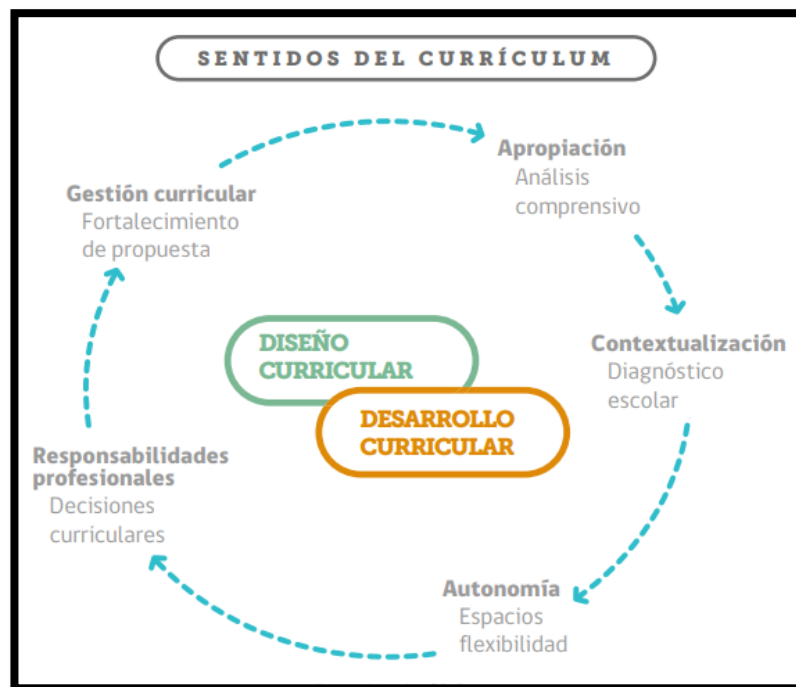 SENTIDOS DEL CURRÍCULUM
Apropiación
Análisis
comprensivo
Contextualización
Diagnóstico
escolar
Autonomía
Espacios
flexibilidad
Responsabilidades
profesionales
Decisiones
curriculares
Gestión curricular
Fortalecimiento
de propuesta
DISEÑO
CURRICULAR
DESARROLLO
CURRICULAR